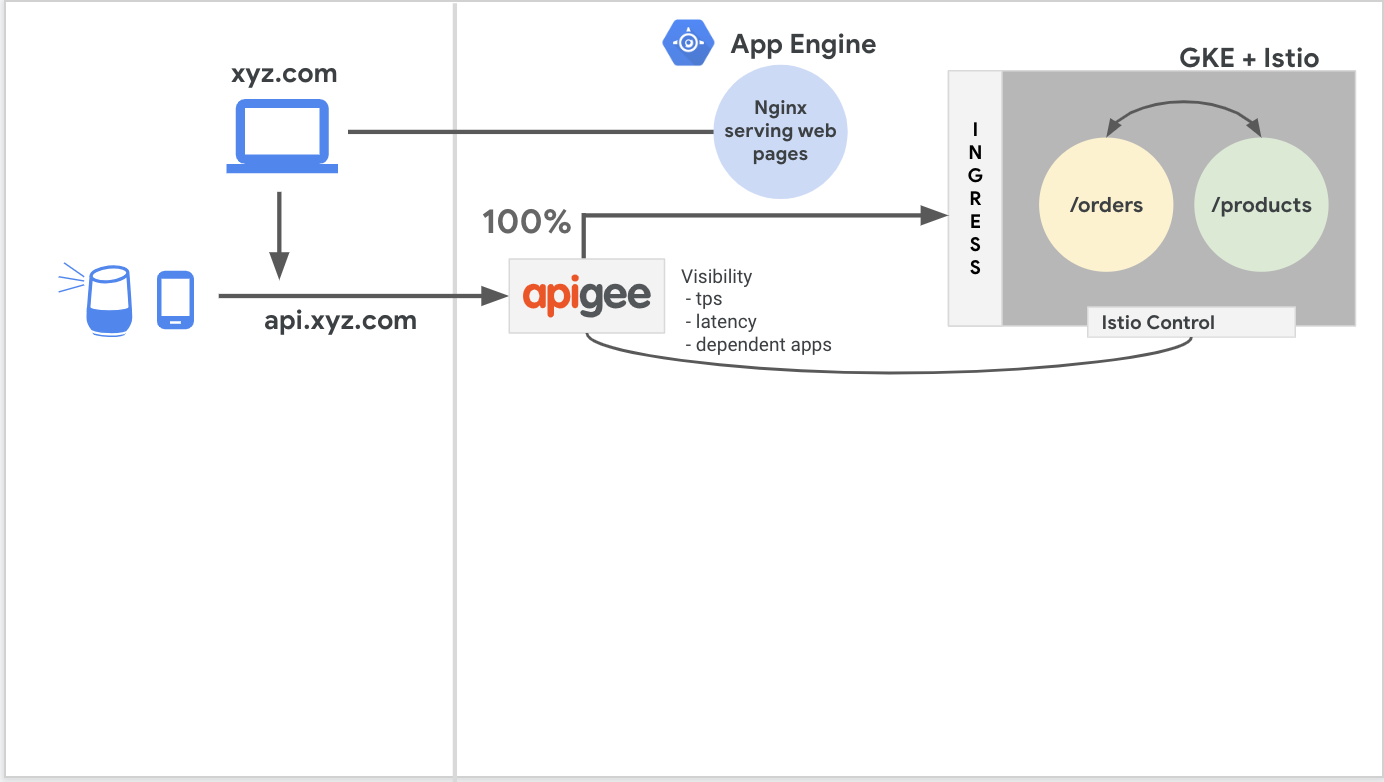 xyz.com
App Engine
Nginx
serving web
pages
GKE + Istio
I
N
G
R
E
S
S
/orders
/products
100%
apigee
Visibility
- tps
- latency
- dependent apps
api.xyz.com
Istio Control